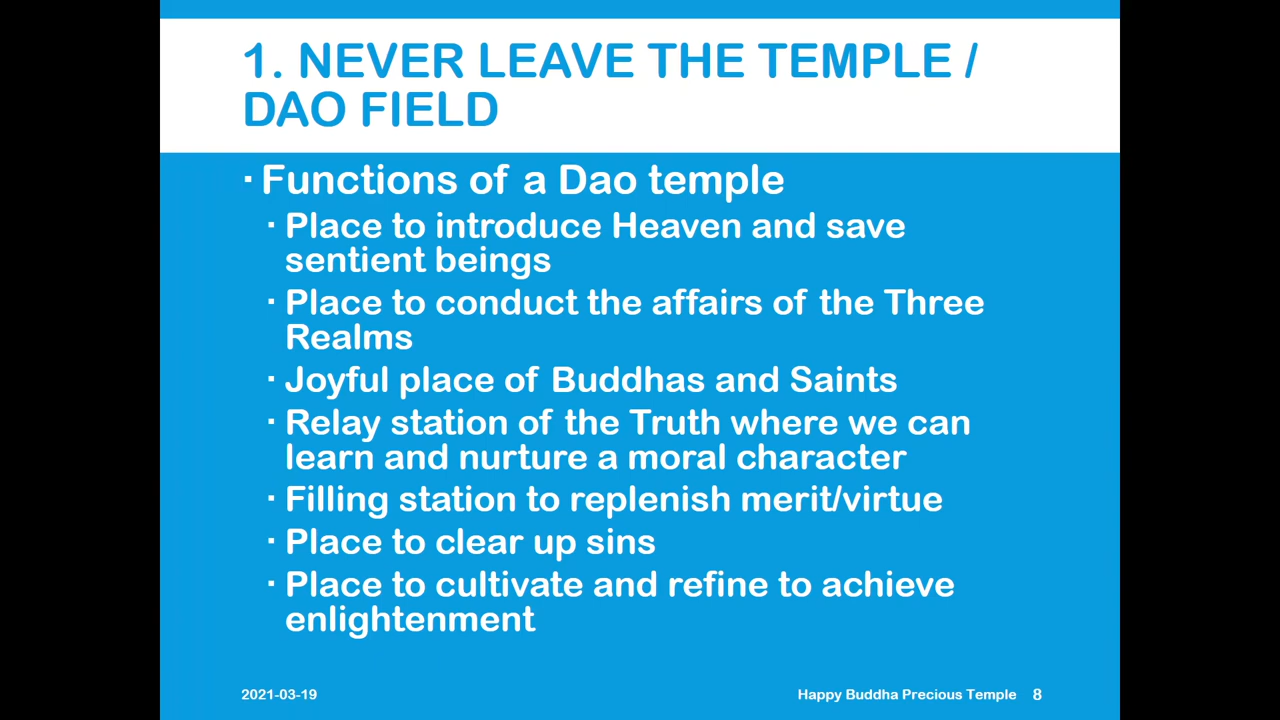 1. NEVER LEAVE THE TEMPLE /
DAO FIELD
▪ Functions of a Dao temple
▪ Place to introduce Heaven and save
sentient beings
▪ Place to conduct the affairs of the Three
Realms
▪ Joyful place of Buddhas and Saints
▪ Relay station of the Truth where we can
learn and nurture a moral character
▪ Filling station to replenish merit/virtue
▪ Place to clear up sins
▪ Place to cultivate and refine to achieve
enlightenment
2021-03-19 Happy Buddha Precious Temple 8